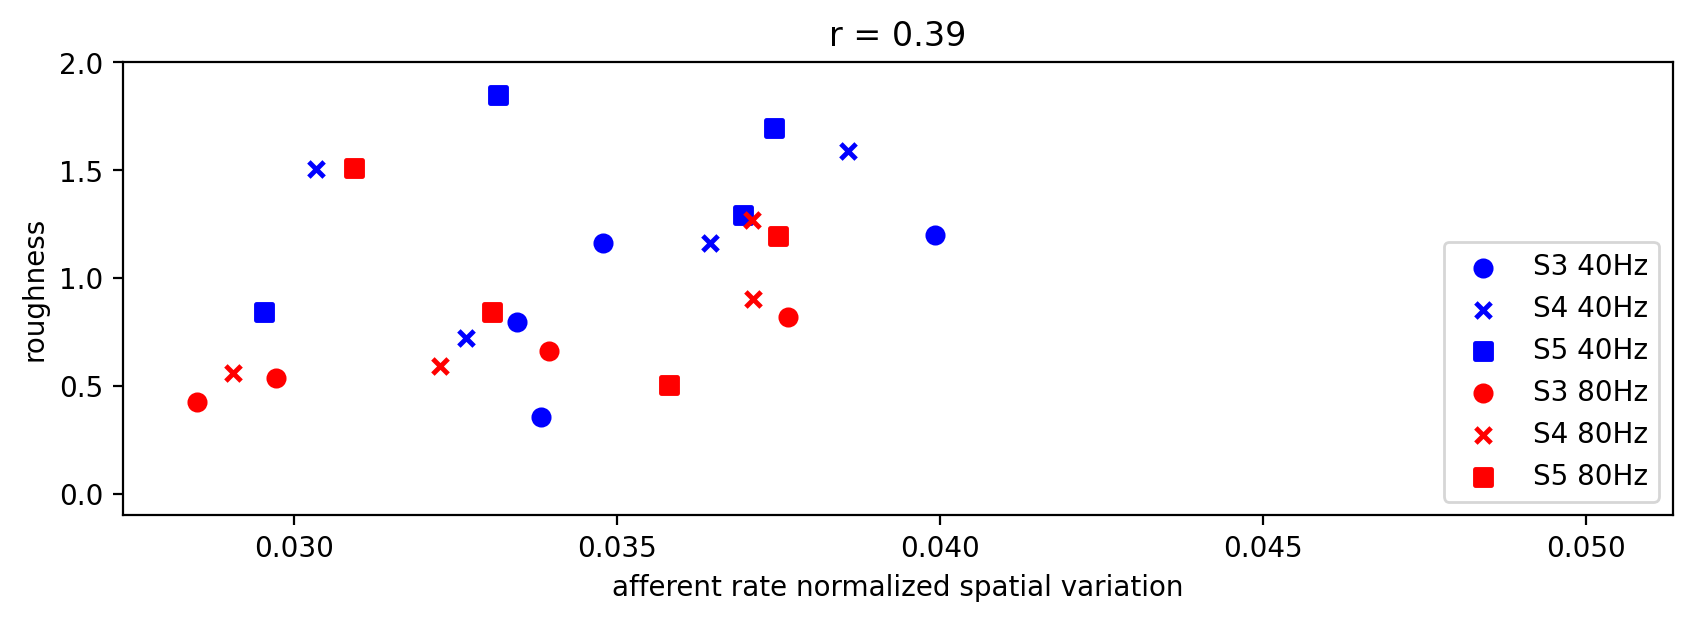 r = 0.39
2.0
1.5
1.0
0.5
0.0
roughness
0.030 0.035 0.040 0.045 0.050
afferent rate normalized spatial variation
S3 40Hz
S4 40Hz
S5 40Hz
S3 80Hz
S4 80Hz
S5 80Hz